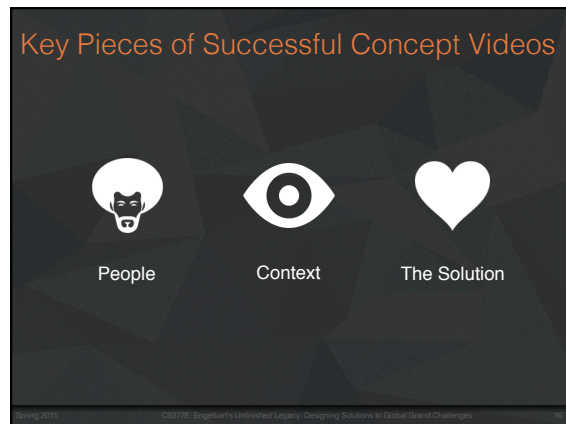 Key Pieces of Successful Concept Videos
People
Context
The Solution
Spring 2015
CS377E: Engelbart's Unfinished Legacy: Designing Solutions to Global Grand Challenges
16